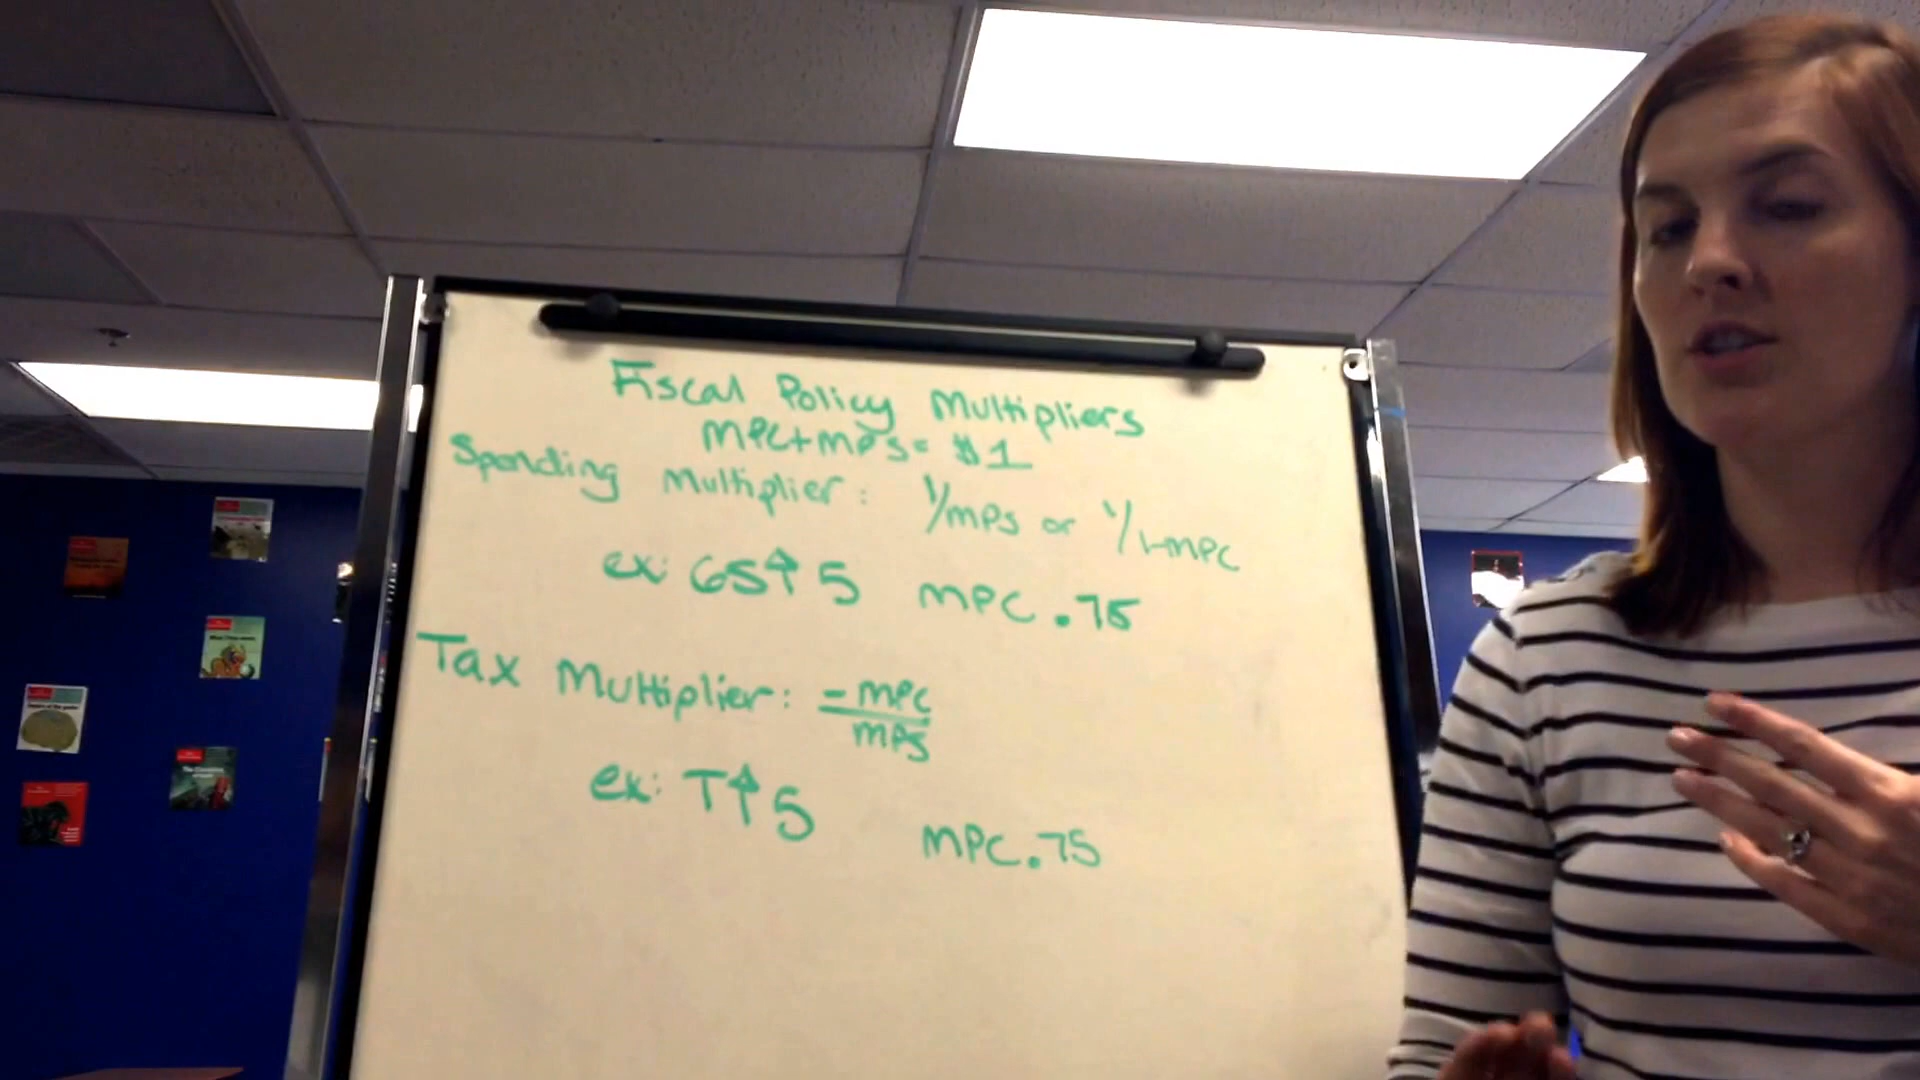 Fiscal Policy Multipliers
MPC+MPS= $1
Spending Multiplier: 1/MPS or 1/1-MPC
ex: GS↑ 5 MPC .75
Tax Multiplier: -MPC/MPS
ex: T↑ 5 MPC .75